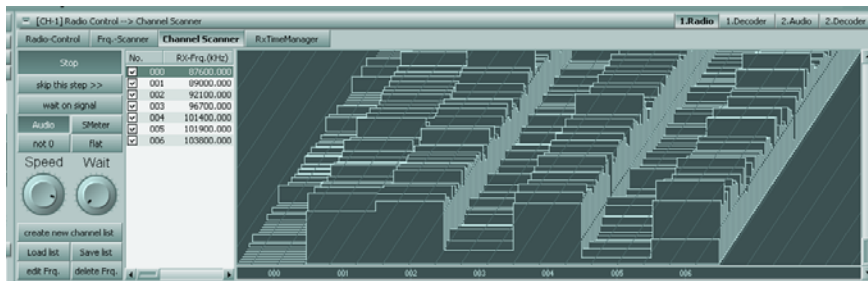 [CH-1] Radio Control --> Channel Scanner
1.Radio 1.Decoder 2.Audio 2.Decoder
Radio-Control Frq.-Scanner Channel Scanner RxTimeManager
Stop
skip this step >>
wait on signal
Audio SMeter
not 0 flat
Speed Wait
create new channel list
Load list Save list
edit Frq. delete Frq.
No. RX-Frq.(KHz)
000 87600.000
001 89000.000
002 92100.000
003 96700.000
004 101400.000
005 101900.000
006 103800.000
000 001 002 003 004 005 006